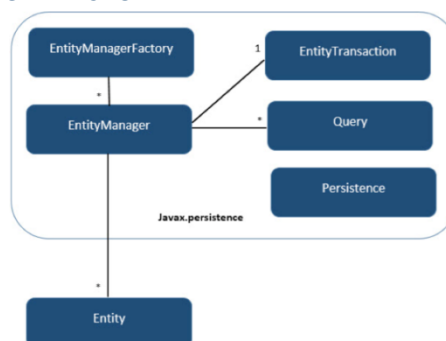 EntityManagerFactory
1
EntityTransaction
*
EntityManager
*
Query
Persistence
Javax.persistence
*
Entity